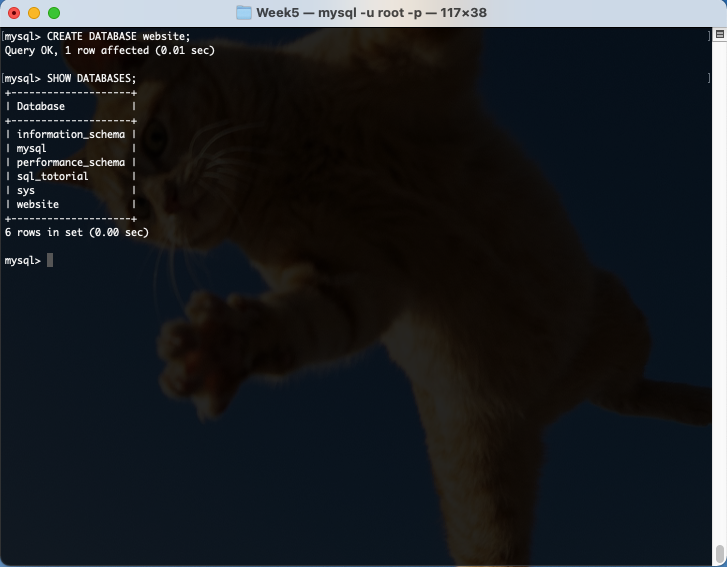 Week5 — mysql -u root -p — 117×38
[mysql> CREATE DATABASE website; ]
Query OK, 1 row affected (0.01 sec)
[mysql> SHOW DATABASES; ]
+--------------------+
| Database           |
+--------------------+
| information_schema |
| mysql              |
| performance_schema |
| sql_totorial       |
| sys                |
| website            |
+--------------------+
6 rows in set (0.00 sec)
mysql>